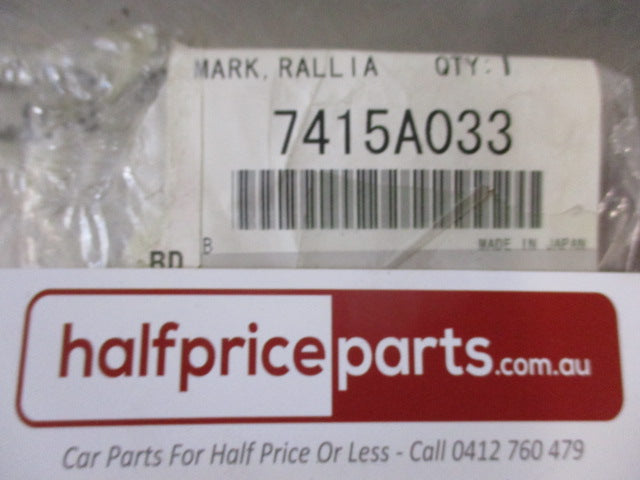 MARK, RALLIA QTY: 1
7415A033
B MADE IN JAPAN
RD
halfpriceparts.com.au
Car Parts For Half Price Or Less - Call 0412 760 479